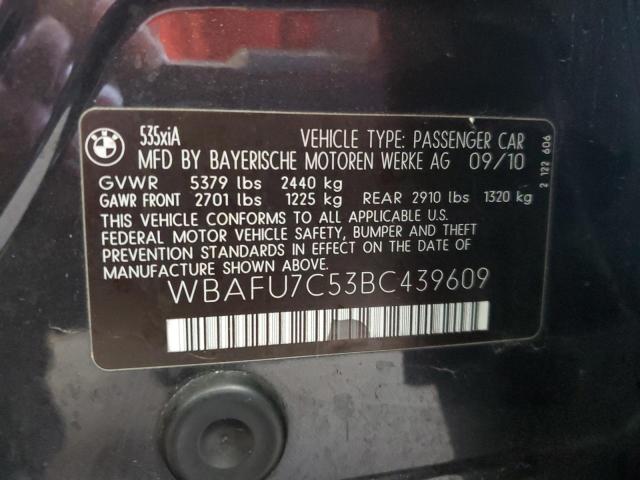 BMW
535xiA
VEHICLE TYPE: PASSENGER CAR
MFD BY BAYERISCHE MOTOREN WERKE AG 09/10
GVWR 5379 lbs 2440 kg
GAWR FRONT 2701 lbs 1225 kg REAR 2910 lbs 1320 kg
THIS VEHICLE CONFORMS TO ALL APPLICABLE U.S.
FEDERAL MOTOR VEHICLE SAFETY, BUMPER AND THEFT
PREVENTION STANDARDS IN EFFECT ON THE DATE OF
MANUFACTURE SHOWN ABOVE.
WBAFU7C53BC439609
2 122 606